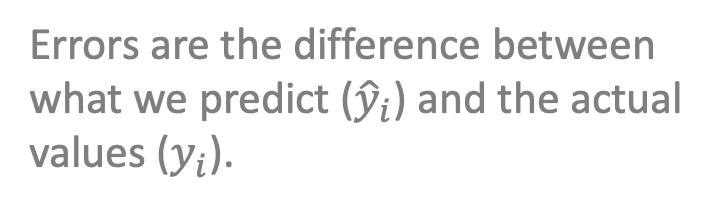 Errors are the difference between
what we predict (ŷᵢ) and the actual
values (yᵢ).